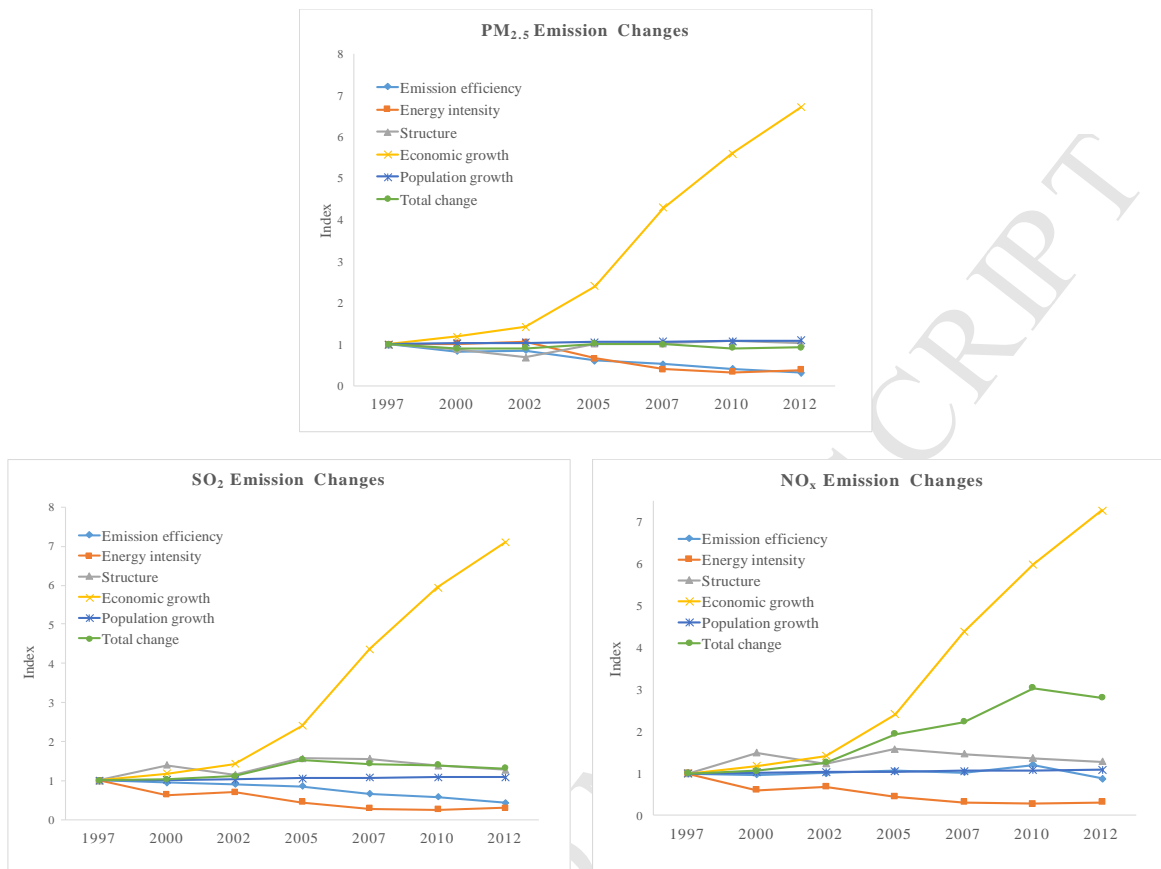 PM2.5 Emission Changes
8
7
6
5
4
3
2
1
0
Index
Emission efficiency
Energy intensity
Structure
Economic growth
Population growth
Total change
1997 2000 2002 2005 2007 2010 2012
SO2 Emission Changes
8
7
6
5
4
3
2
1
0
Index
Emission efficiency
Energy intensity
Structure
Economic growth
Population growth
Total change
1997 2000 2002 2005 2007 2010 2012
NOx Emission Changes
7
6
5
4
3
2
1
0
Index
Emission efficiency
Energy intensity
Structure
Economic growth
Population growth
Total change
1997 2000 2002 2005 2007 2010 2012
CRIPT